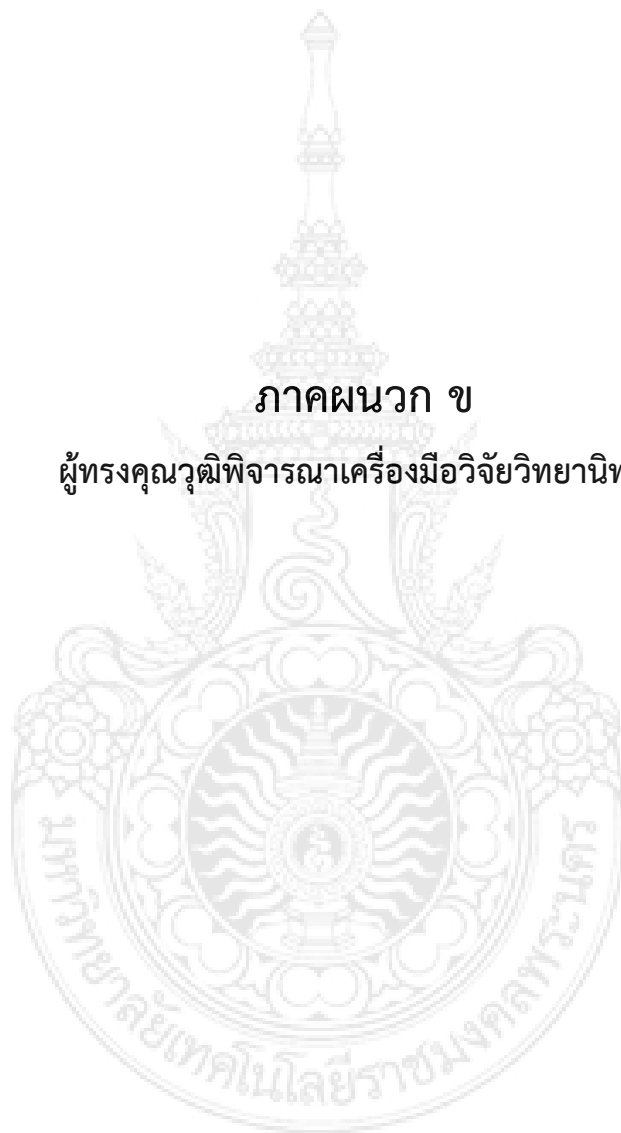 ภาคผนวก ข
ผู้ทรงคุณวุฒิพิจารณาเครื่องมือวิจัยวิทยานิ
มหาวิทยาลัยเทคโนโลยีราชมงคลพระนคร